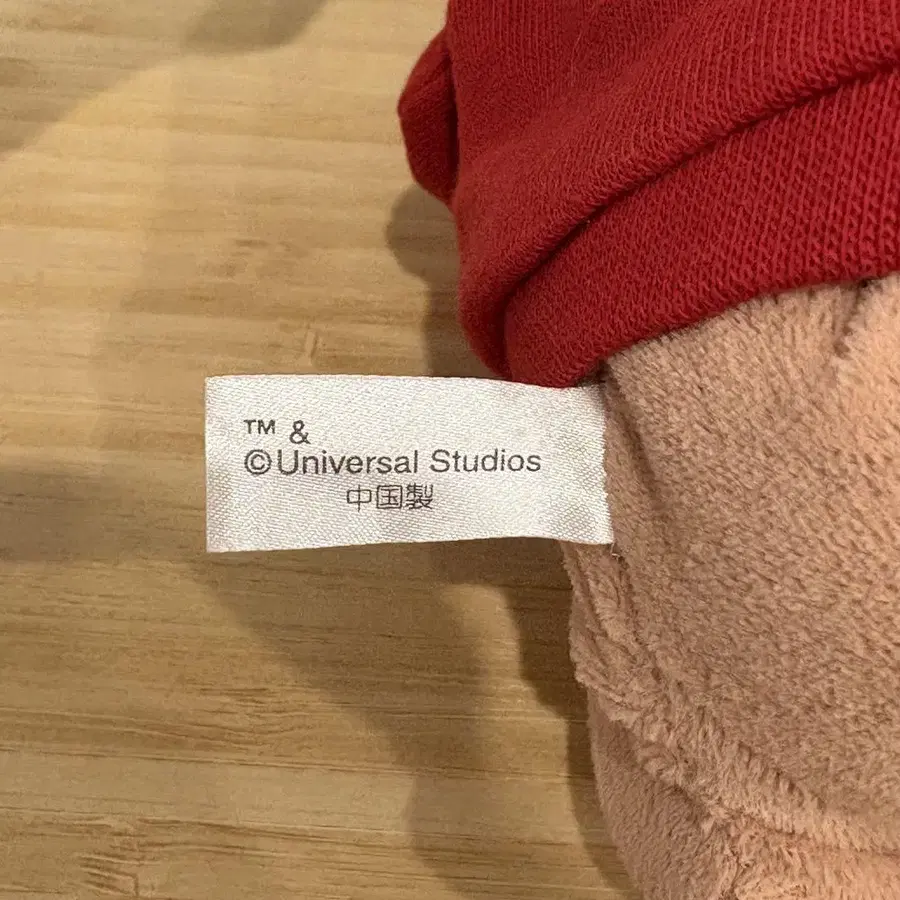 ™ &
©Universal Studios
中国製